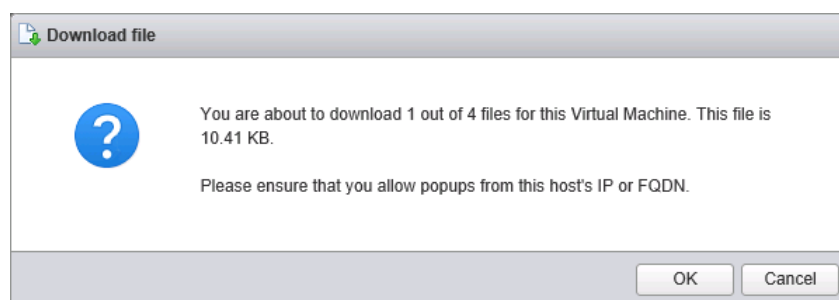 Download file
You are about to download 1 out of 4 files for this Virtual Machine. This file is
10.41 KB.
Please ensure that you allow popups from this host's IP or FQDN.
OK
Cancel